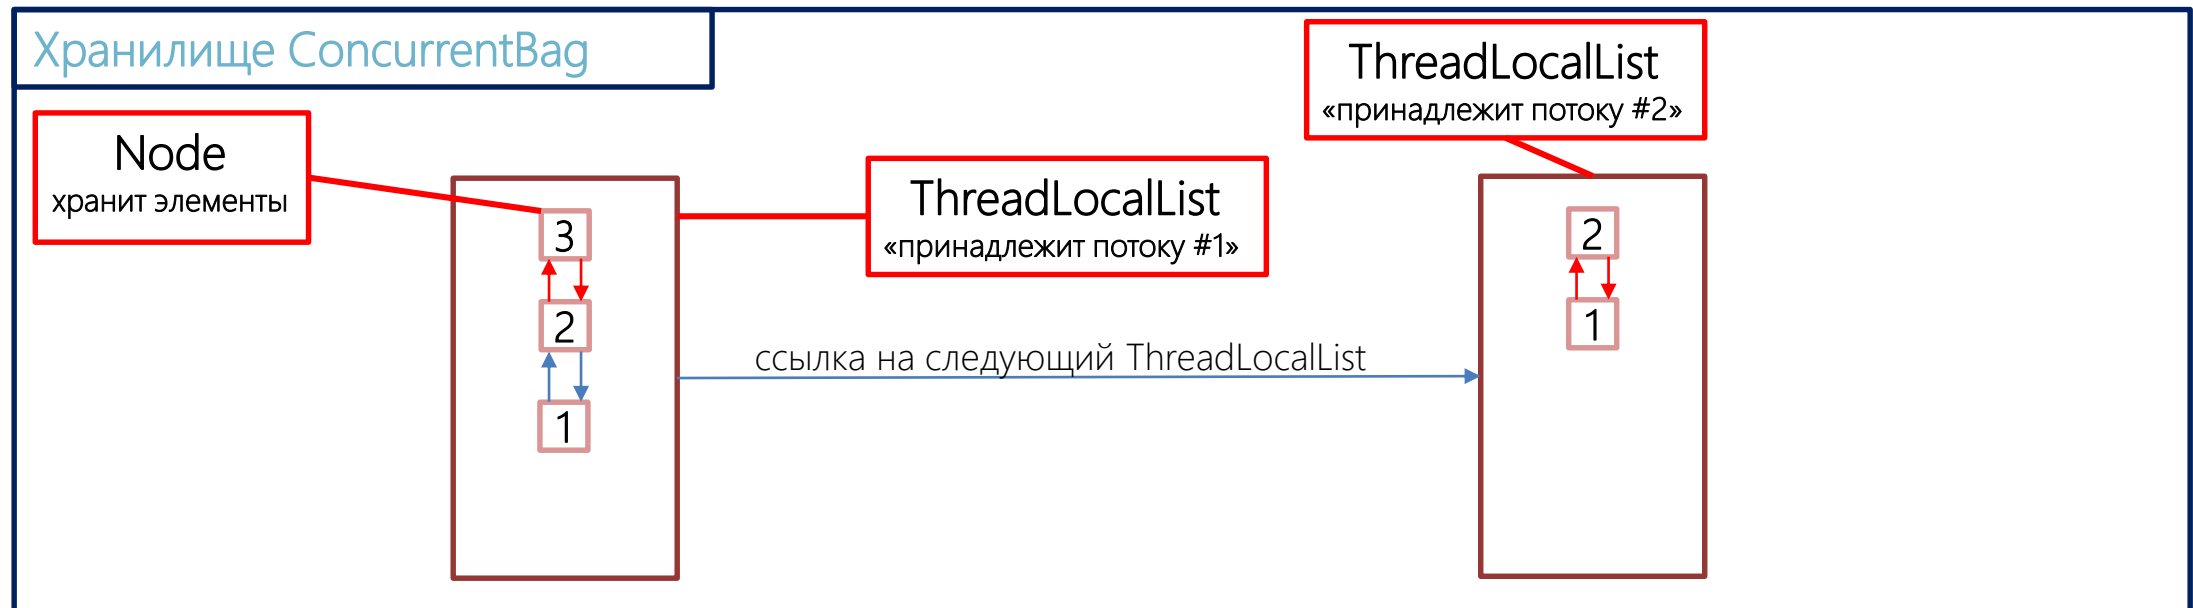 Хранилище ConcurrentBag
ThreadLocalList
«принадлежит потоку #2»
Node
хранит элементы
ThreadLocalList
«принадлежит потоку #1»
3
2
1
ссылка на следующий ThreadLocalList
2
1